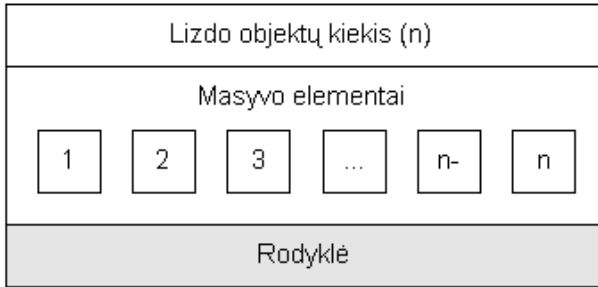 Lizdo objektų kiekis (n)
Masyvo elementai
1 2 3 ... n- n
Rodyklė